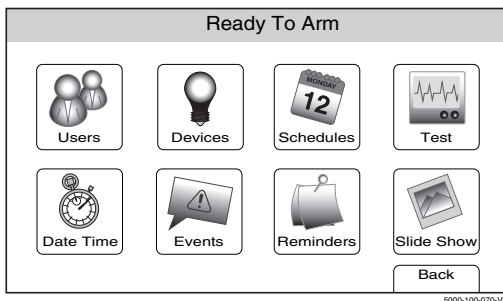 Ready To Arm
MONDAY
12
Users
Devices
Schedules
Test
Date Time
Events
Reminders
Slide Show
Back